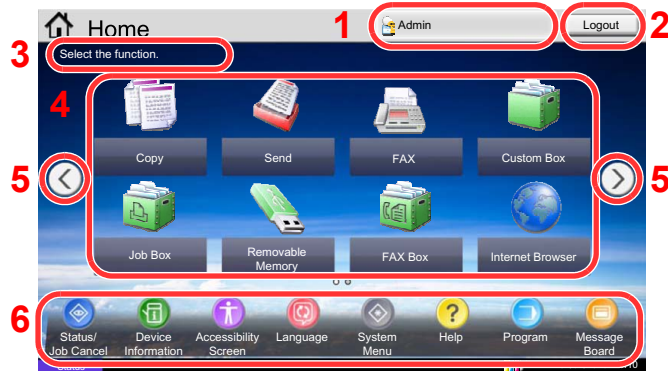 Home
1
Admin
Logout
2
3
Select the function.
4
Copy
Send
FAX
Custom Box
5
5
Job Box
Removable
Memory
FAX Box
Internet Browser
6
Status/
Job Cancel
Device
Information
Accessibility
Screen
Language
System
Menu
?
Help
Program
Message
Board
Status
10